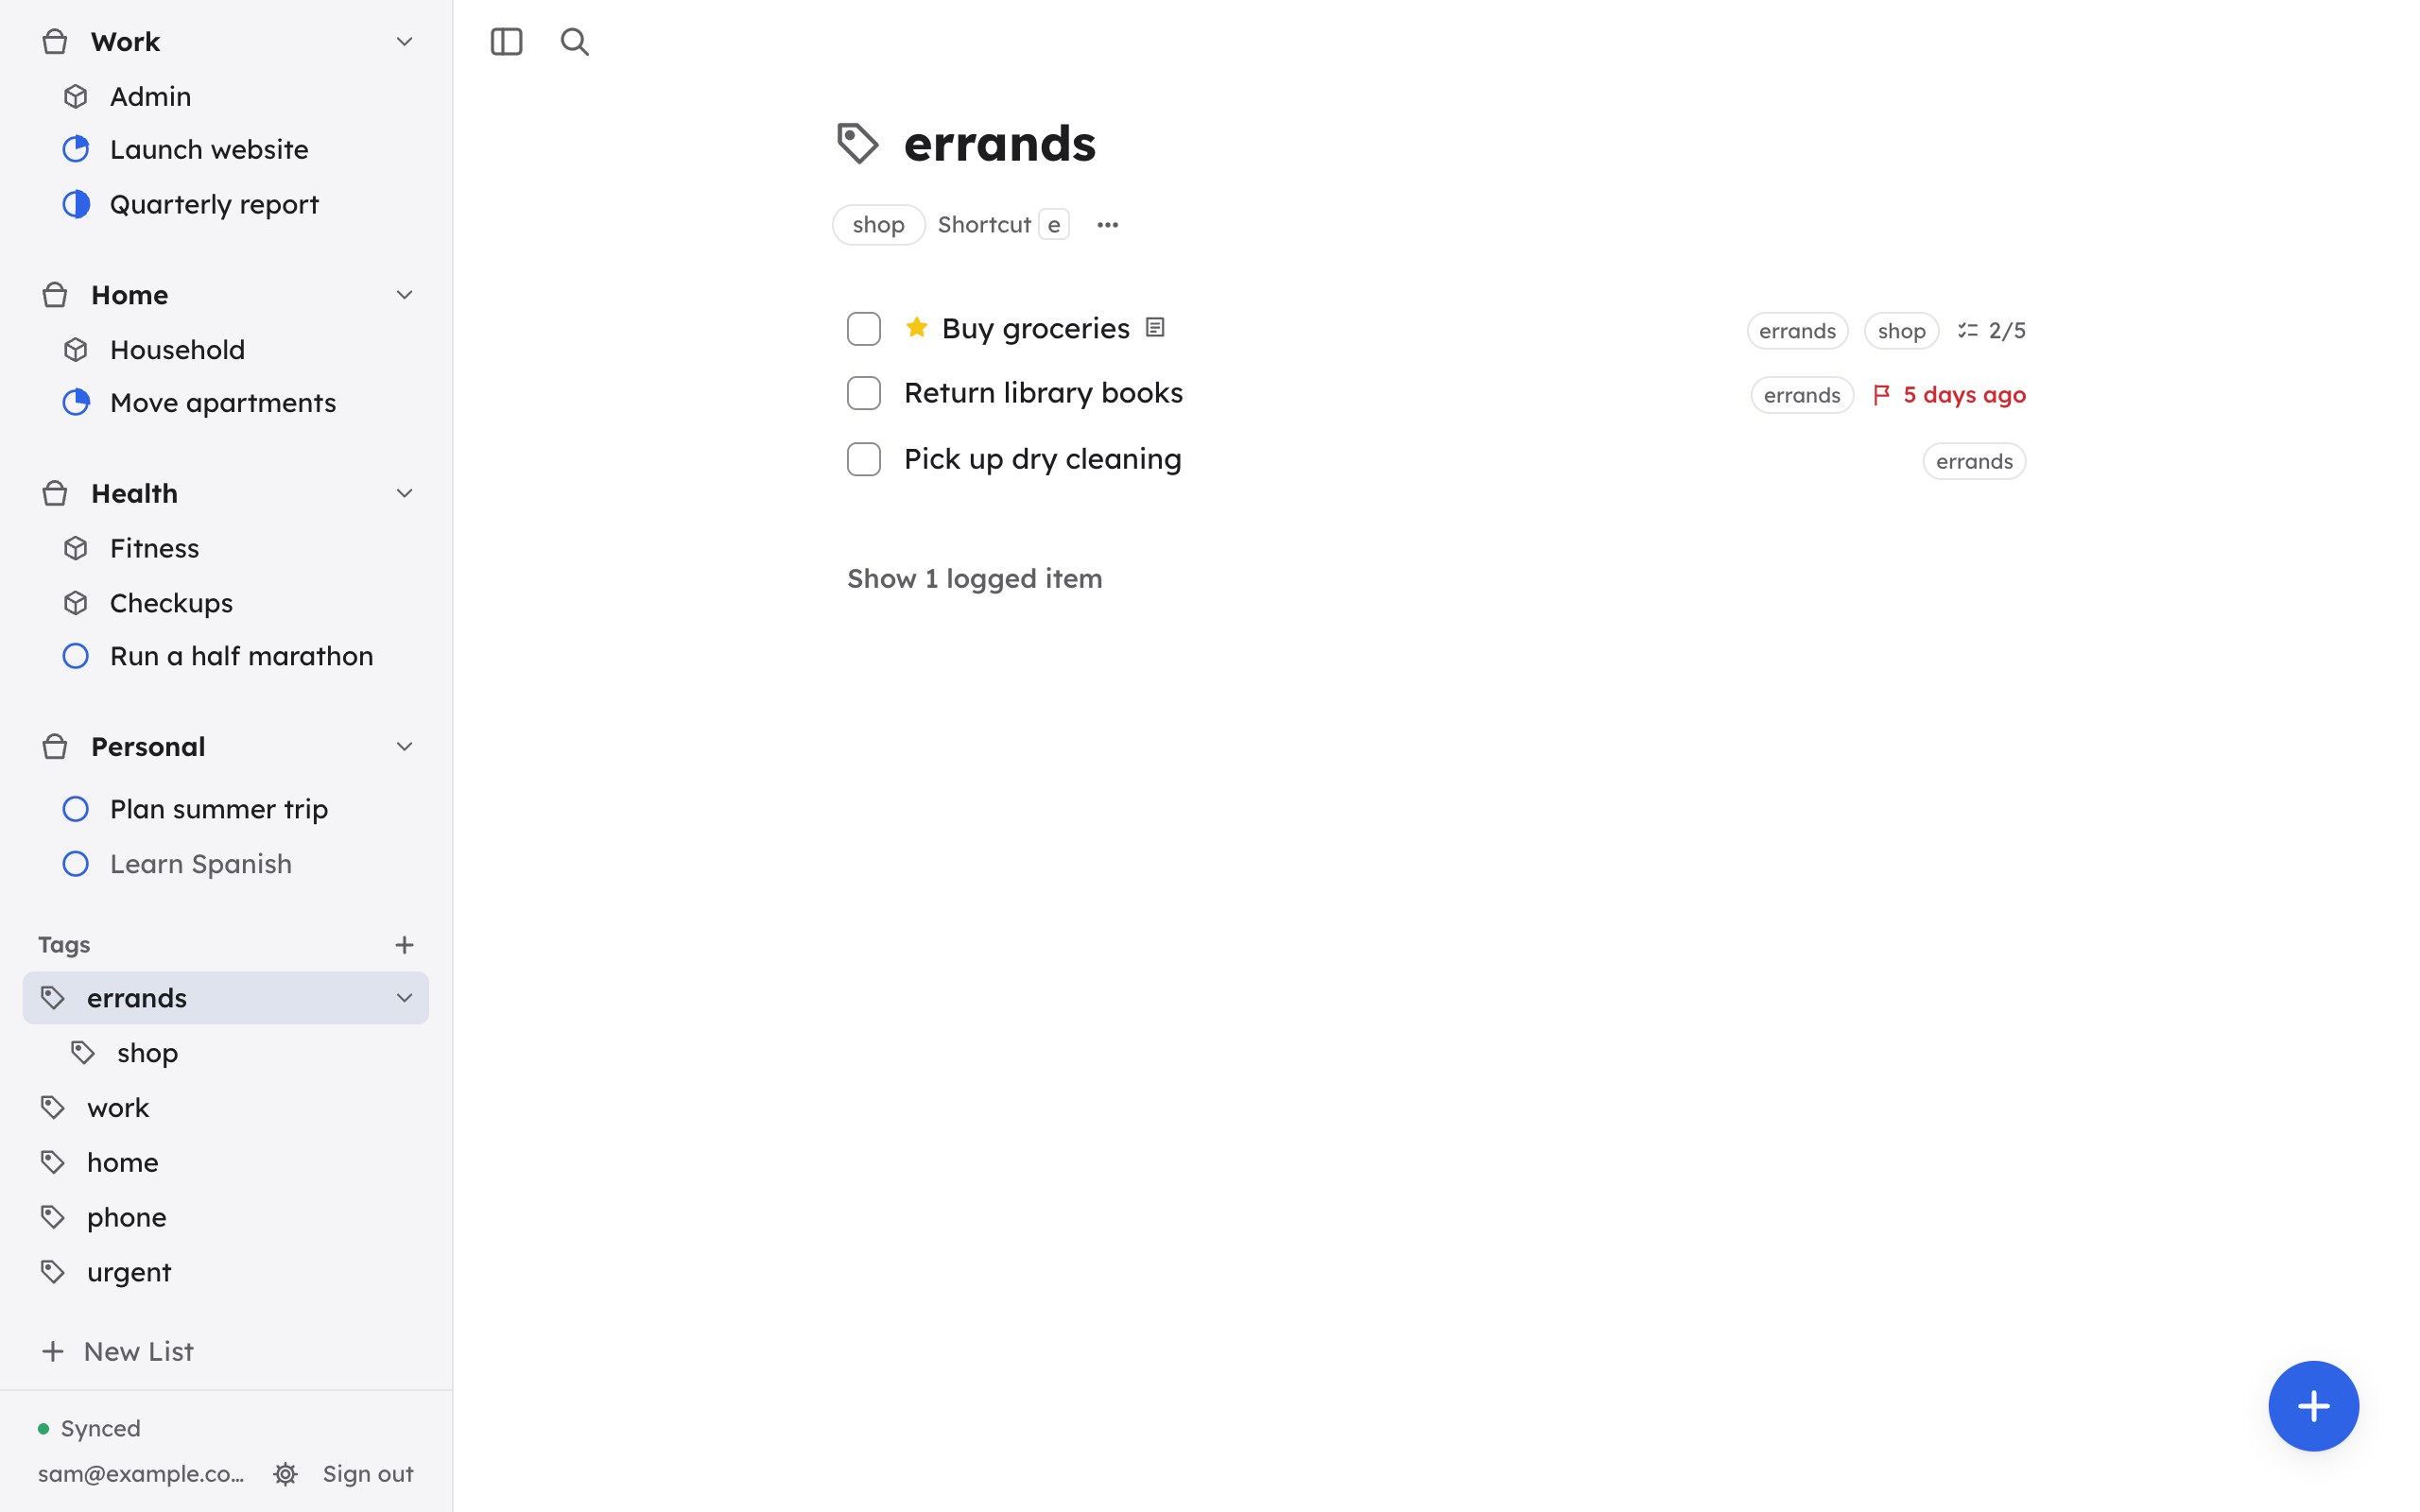 Work
Admin
Launch website
Quarterly report
Home
Household
Move apartments
Health
Fitness
Checkups
Run a half marathon
Personal
Plan summer trip
Learn Spanish
Tags
errands
shop
work
home
phone
urgent
New List
Synced
sam@example.co... Sign out
errands
shop Shortcut e
Buy groceries errands shop 2/5
Return library books errands 5 days ago
Pick up dry cleaning errands
Show 1 logged item